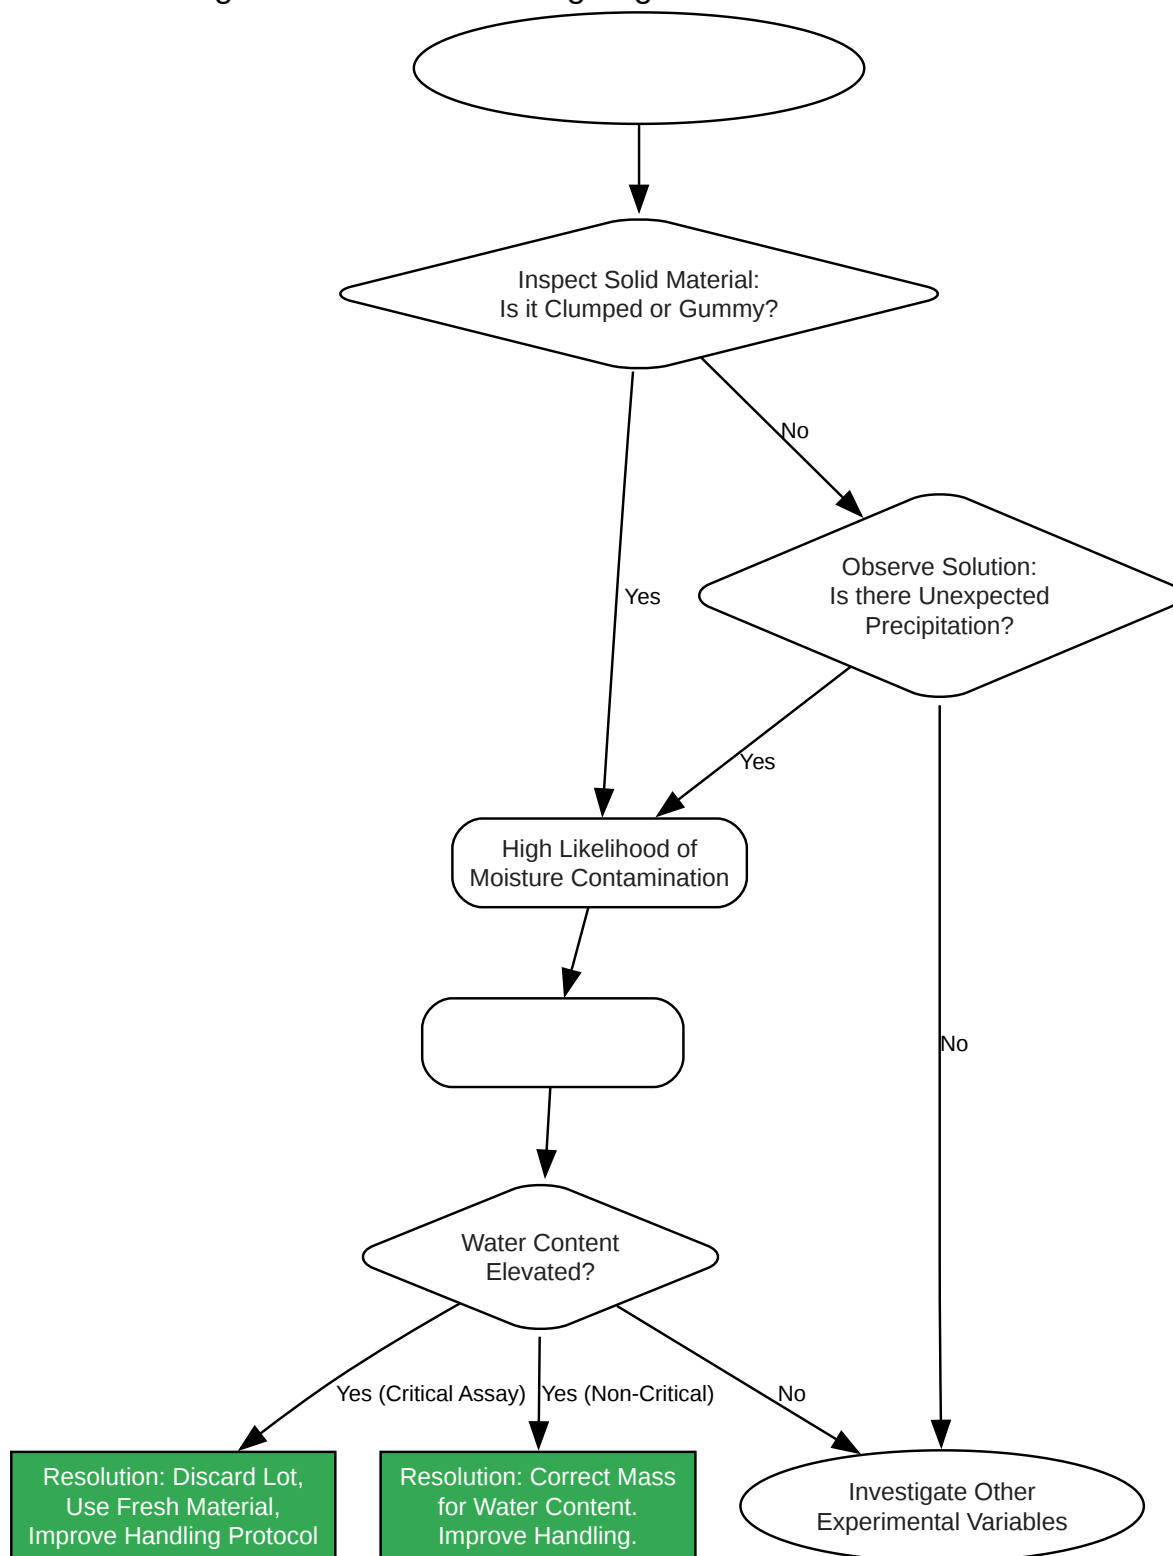 Inspect Solid Material:
Is it Clumped or Gummy?
No
Observe Solution:
Is there Unexpected
Precipitation?
Yes
Yes
High Likelihood of
Moisture Contamination
No
Water Content
Elevated?
Yes (Critical Assay)
Yes (Non-Critical)
No
Resolution: Discard Lot,
Use Fresh Material,
Improve Handling Protocol
Resolution: Correct Mass
for Water Content.
Improve Handling.
Investigate Other
Experimental Variables